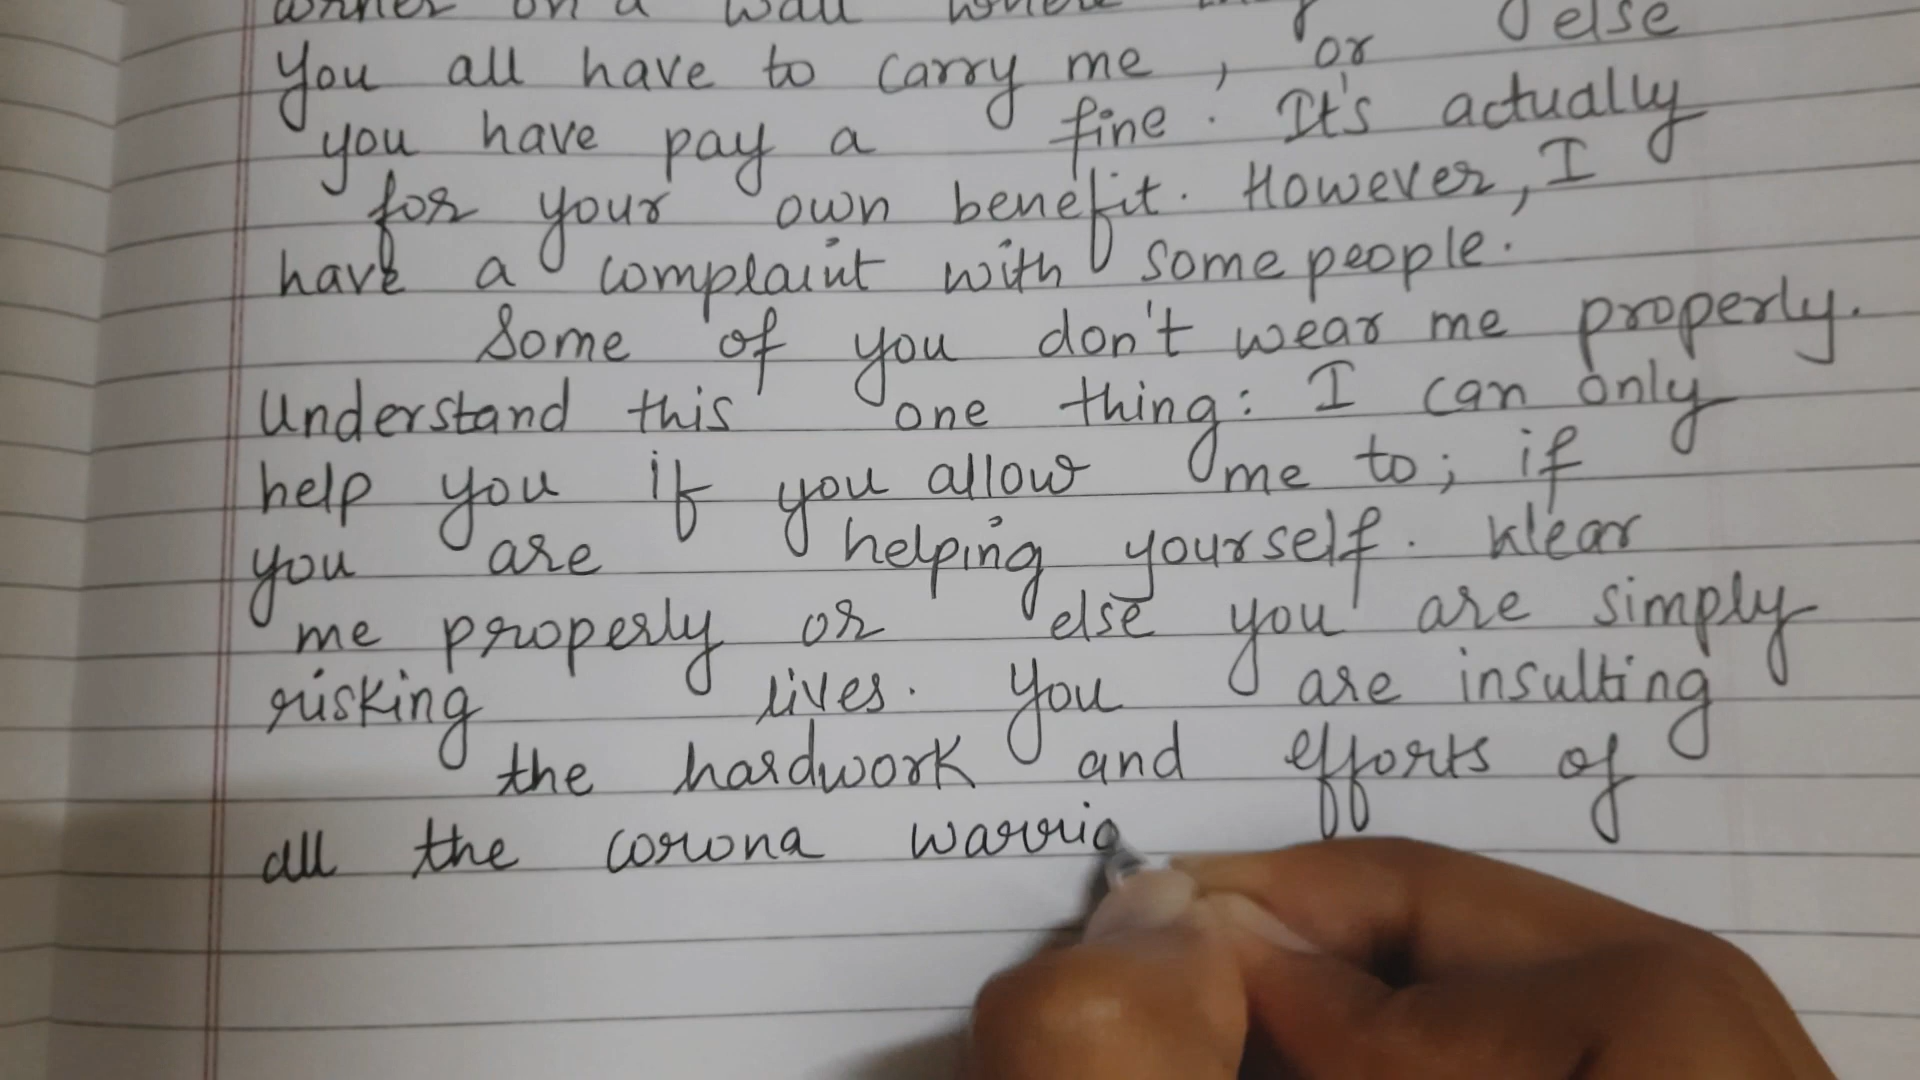 on a wall
you all have to carry me , or else
you have pay a fine. It's actually
for your own benefit. However, I
have a complaint with some people.
Some of you don't wear me properly.
Understand this one thing: I can only
help you if you allow me to; if
you are helping yourself. Wear
me properly or else you are simply
risking lives. You are insulting
the hardwork and efforts of
all the corona warrio